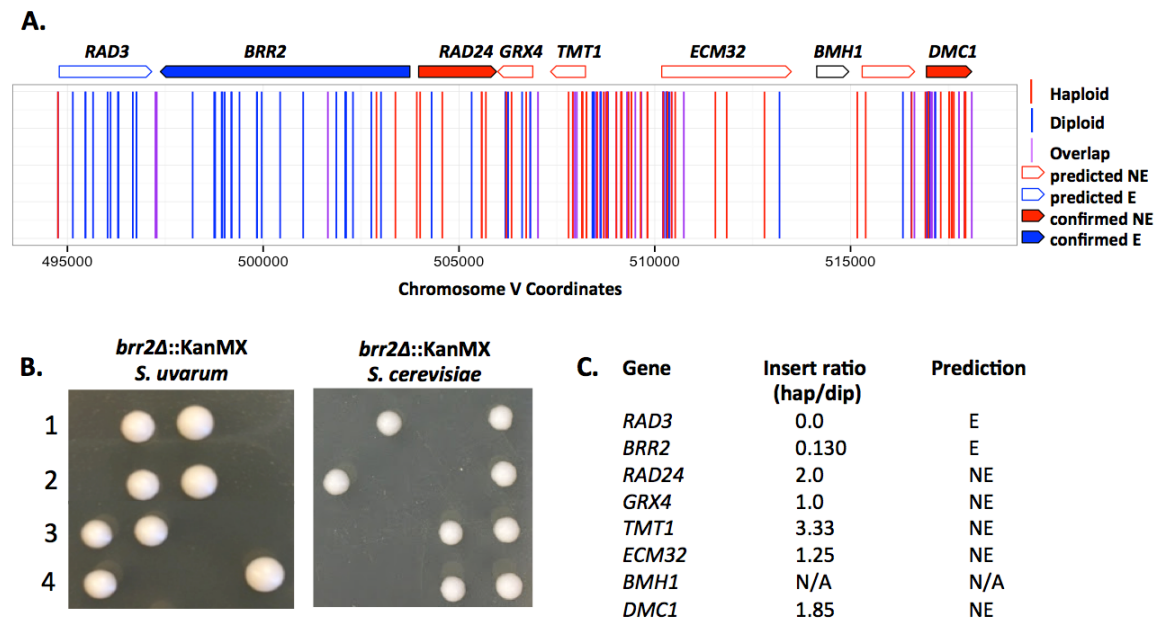 A.
RAD3 BRR2 RAD24 GRX4 TMT1 ECM32 BMH1 DMC1
Haploid
Diploid
Overlap
predicted NE
predicted E
confirmed NE
confirmed E
495000 500000 505000 510000 515000
Chromosome V Coordinates
B.
brr2Δ::KanMX
S. uvarum
brr2Δ::KanMX
S. cerevisiae
1
2
3
4
C.
Gene Insert ratio Prediction
(hap/dip)
RAD3 0.0 E
BRR2 0.130 E
RAD24 2.0 NE
GRX4 1.0 NE
TMT1 3.33 NE
ECM32 1.25 NE
BMH1 N/A N/A
DMC1 1.85 NE